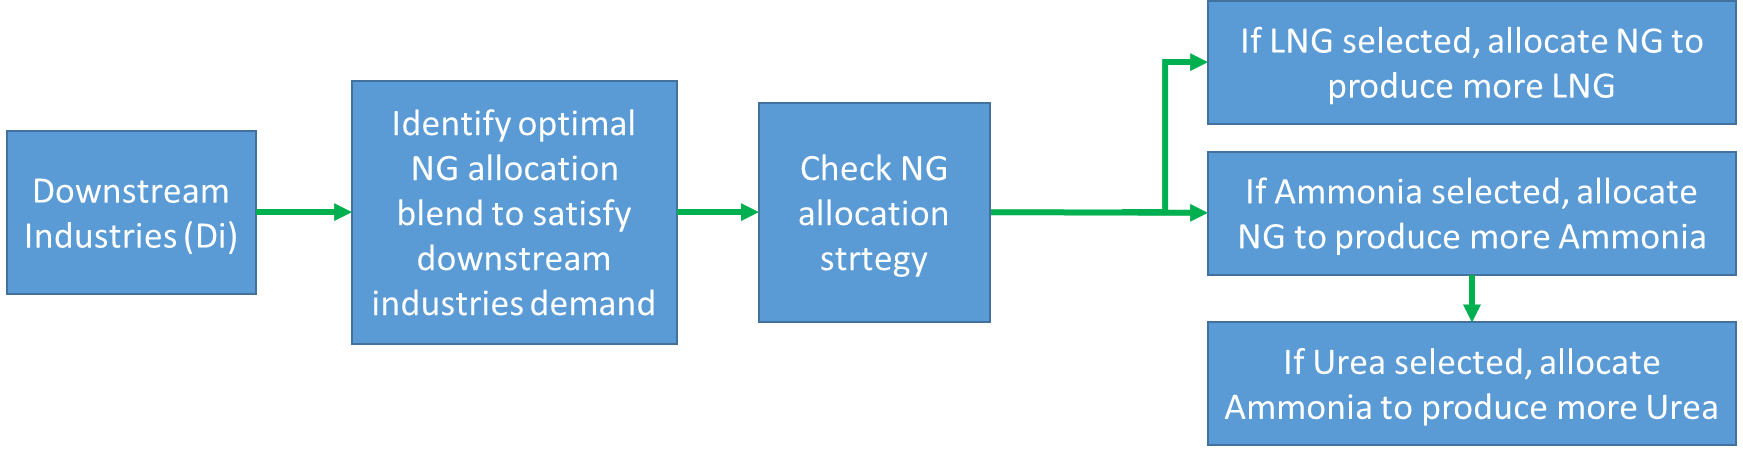 Downstream
Industries (Di)
Identify optimal
NG allocation
blend to satisfy
downstream
industries demand
Check NG
allocation
strtegy
If LNG selected, allocate NG to
produce more LNG
If Ammonia selected, allocate
NG to produce more Ammonia
If Urea selected, allocate
Ammonia to produce more Urea